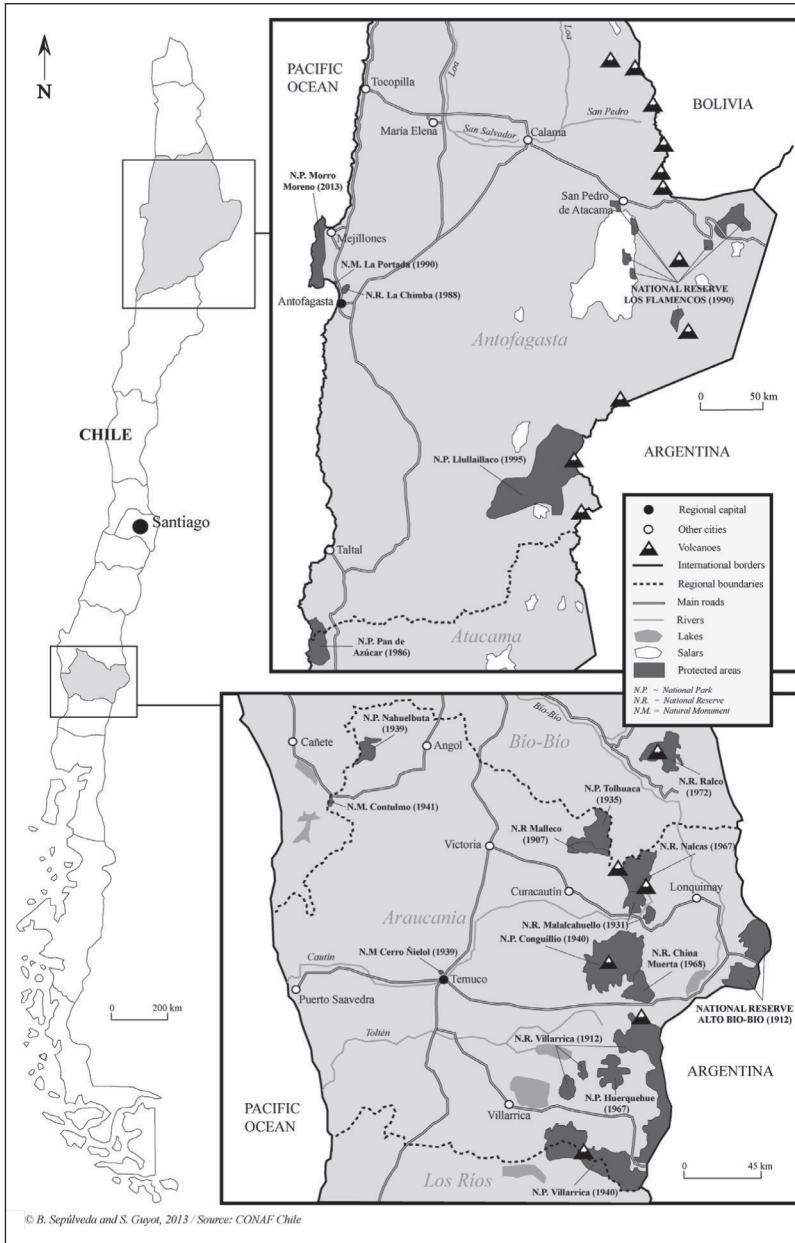 N
CHILE
Santiago
0 200 km
PACIFIC
OCEAN
BOLIVIA
ARGENTINA
Tocopilla
Loa
Loa
María Elena
San Salvador
San Pedro
Calama
N.P. Morro
Moreno (2013)
Mejillones
San Pedro
de Atacama
N.M. La Portada (1990)
N.R. La Chimba (1988)
Antofagasta
NATIONAL RESERVE
LOS FLAMENCOS (1990)
Antofagasta
0 50 km
N.P. Llullaillaco (1995)
Taltal
N.P. Pan de
Azúcar (1986)
Atacama
Regional capital
Other cities
Volcanoes
International borders
Regional boundaries
Main roads
Rivers
Lakes
Salars
Protected areas
N.P. = National Park
N.R. = National Reserve
N.M. = Natural Monument
Bío-Bío
Bío-Bío
N.P. Nahuelbuta
(1939)
Cañete
Angol
N.R. Ralco
(1972)
N.P. Tolhuaca
(1935)
N.M. Contulmo (1941)
N.R Malleco
(1907)
Victoria
N.R. Nalcas (1967)
Curacautín
Lonquimay
Araucania
N.R. Malalcahuello (1931)
N.P. Conguillío (1940)
N.R. China
Muerta (1968)
N.M Cerro Ñielol (1939)
Cautín
Temuco
Puerto Saavedra
NATIONAL RESERVE
ALTO BIO-BIO (1912)
Toltén
N.R. Villarrica (1912)
ARGENTINA
N.P. Huerquehue
(1967)
Villarrica
PACIFIC
OCEAN
Los Ríos
N.P. Villarrica (1940)
0 45 km
© B. Sepúlveda and S. Guyot, 2013 / Source: CONAF Chile